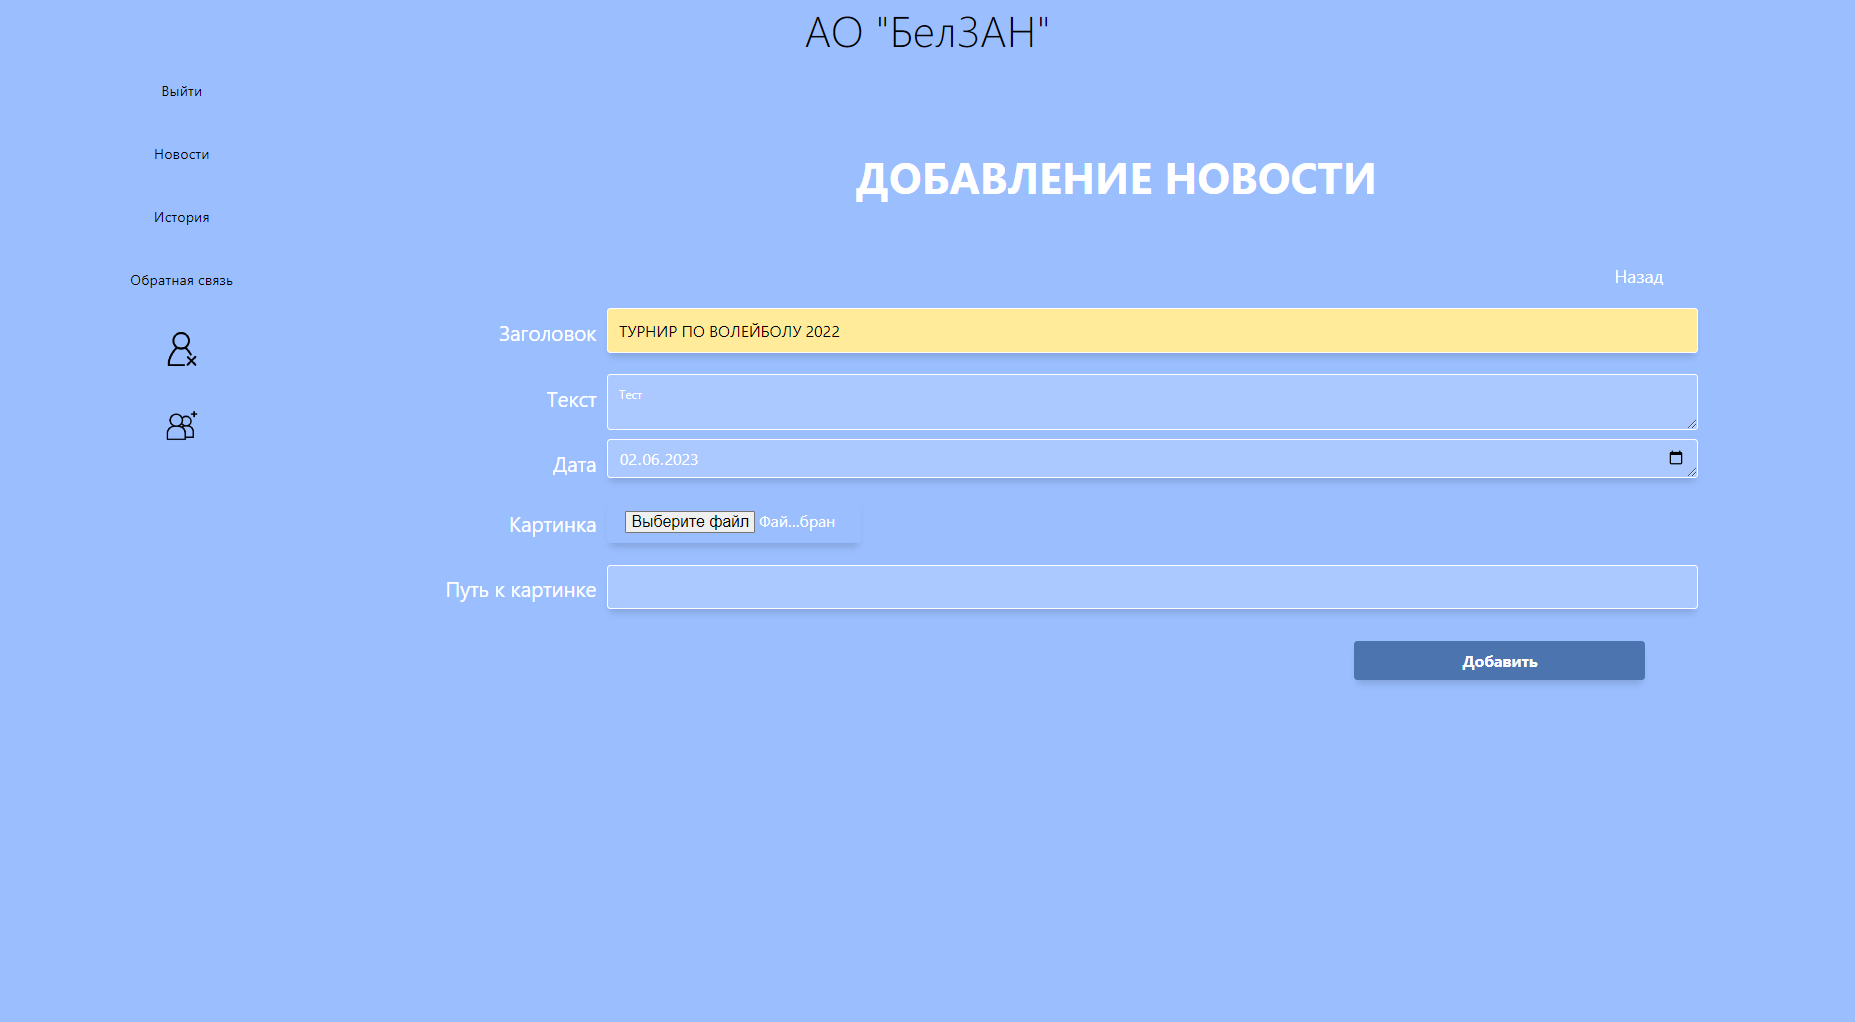 АО "БелЗАН"
Выйти
Новости
История
Обратная связь
ДОБАВЛЕНИЕ НОВОСТИ
Назад
Заголовок ТУРНИР ПО ВОЛЕЙБОЛУ 2022
Текст Тест
Дата 02.06.2023
Картинка Выберите файл Фай...бран
Путь к картинке
Добавить